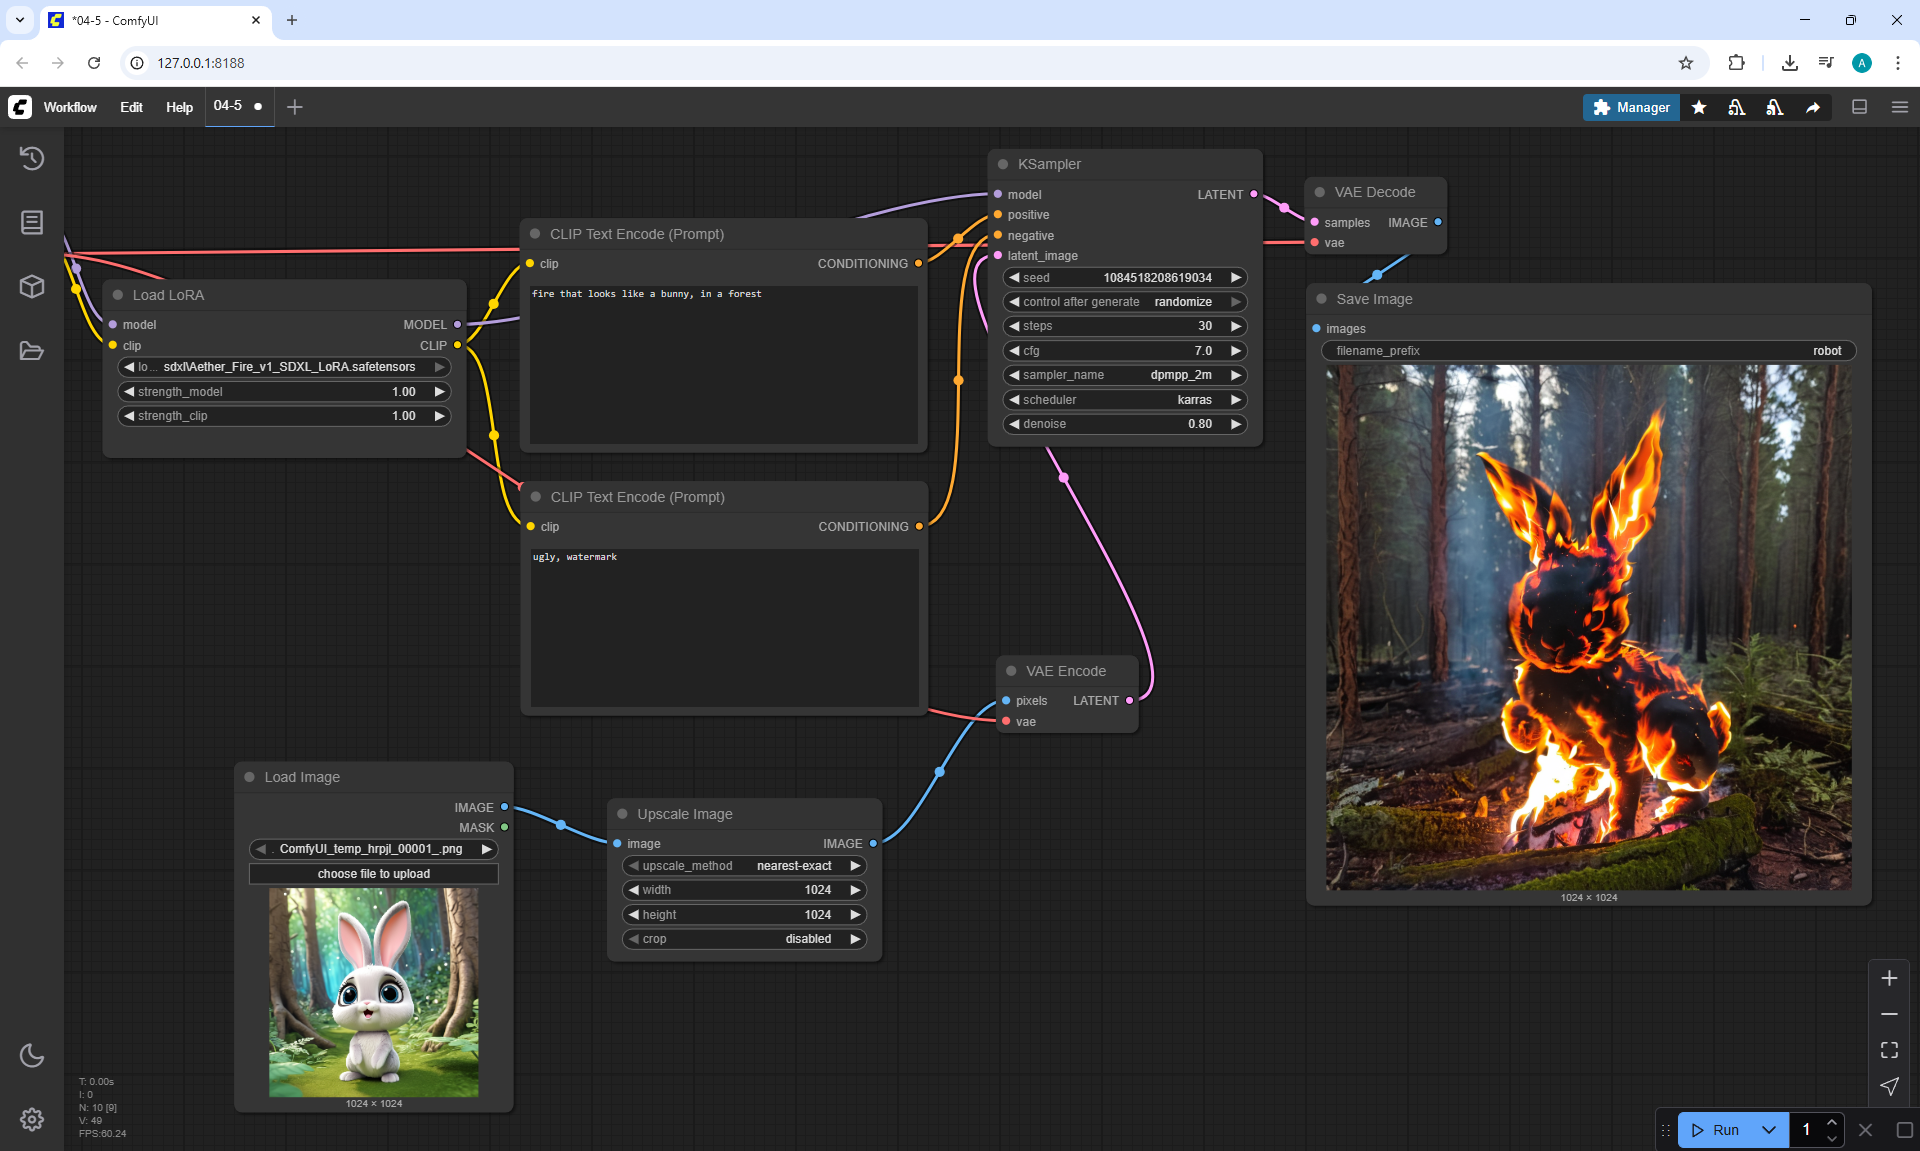 *04-5 - ComfyUI
127.0.0.1:8188
A
Workflow
Edit
Help
04-5
Manager
Load LoRA
model
MODEL
clip
CLIP
lo... sdxl\Aether_Fire_v1_SDXL_LoRA.safetensors
strength_model 1.00
strength_clip 1.00
CLIP Text Encode (Prompt)
clip
CONDITIONING
fire that looks like a bunny, in a forest
CLIP Text Encode (Prompt)
clip
CONDITIONING
ugly, watermark
KSampler
model
LATENT
positive
negative
latent_image
seed 1084518208619034
control after generate randomize
steps 30
cfg 7.0
sampler_name dpmpp_2m
scheduler karras
denoise 0.80
VAE Decode
samples
IMAGE
vae
Save Image
images
filename_prefix robot
1024 × 1024
VAE Encode
pixels
LATENT
vae
Load Image
IMAGE
MASK
. ComfyUI_temp_hrpjl_00001_.png
choose file to upload
1024 × 1024
Upscale Image
image
IMAGE
upscale_method nearest-exact
width 1024
height 1024
crop disabled
T: 0.00s
I: 0
N: 10 [9]
V: 49
FPS:60.24
Run
1